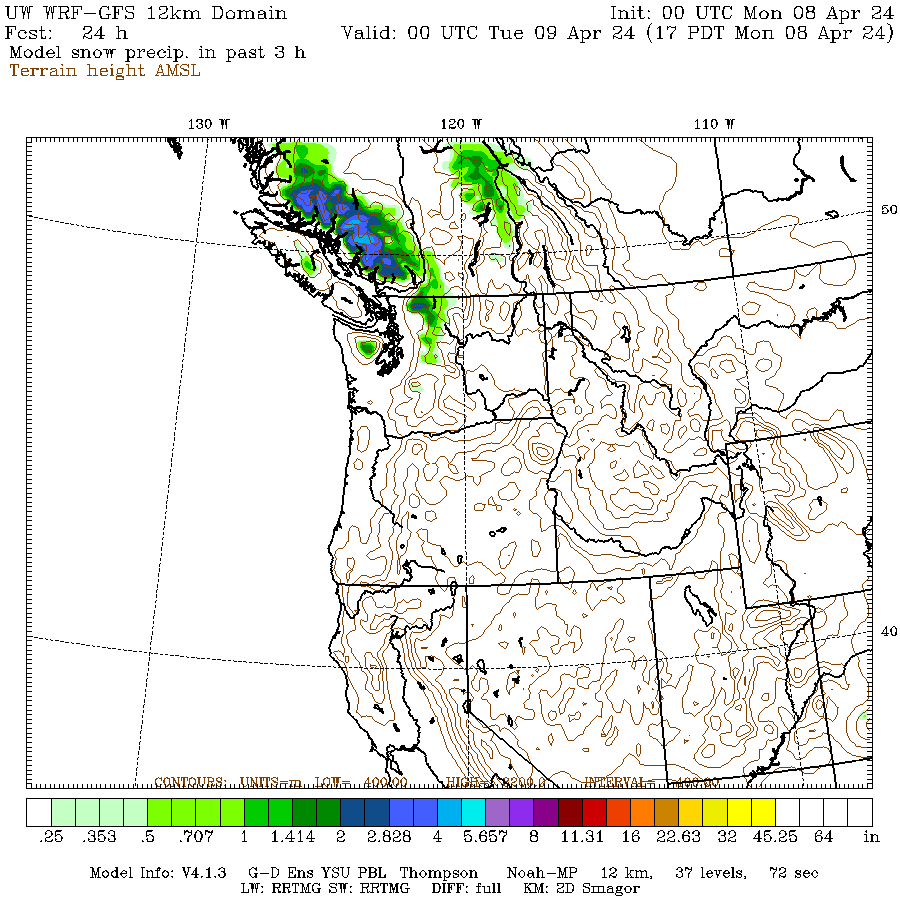 UW WRF-GFS 12km Domain Init: 00 UTC Mon 08 Apr 24
Fcst: 24 h Valid: 00 UTC Tue 09 Apr 24 (17 PDT Mon 08 Apr 24)
Model snow precip. in past 3 h
Terrain height AMSL
130 W 120 W 110 W
50
40
CONTOURS: UNITS=m LOW= 400.00 HIGH= 3200.0 INTERVAL= 400.00
.25 .353 .5 .707 1 1.414 2 2.828 4 5.657 8 11.31 16 22.63 32 45.25 64 in
Model Info: V4.1.3 G-D Ens YSU PBL Thompson Noah-MP 12 km, 37 levels, 72 sec
LW: RRTMG SW: RRTMG DIFF: full KM: 2D Smagor